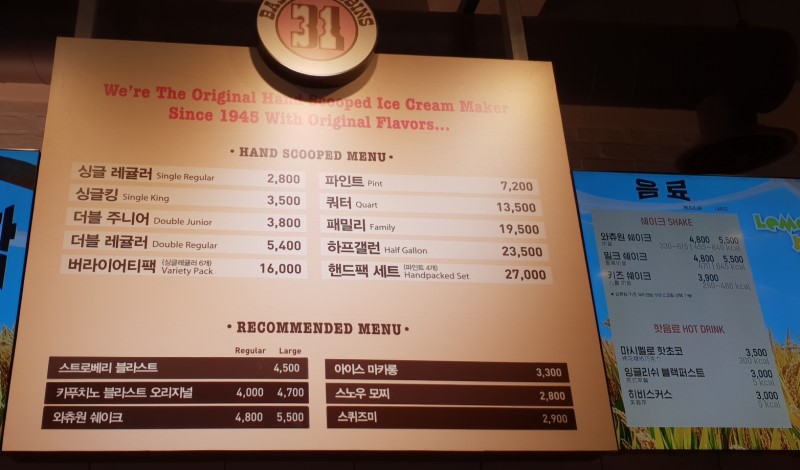 BASKIN ROBBINS
31
We're The Original Hand Scooped Ice Cream Maker
Since 1945 With Original Flavors...
• HAND SCOOPED MENU •
싱글 레귤러 Single Regular 2,800
싱글킹 Single King 3,500
더블 주니어 Double Junior 3,800
더블 레귤러 Double Regular 5,400
버라이어티팩 (싱글레귤러 6개) Variety Pack 16,000
파인트 Pint 7,200
쿼터 Quart 13,500
패밀리 Family 19,500
하프갤런 Half Gallon 23,500
핸드팩 세트 (파인트 4개) Handpacked Set 27,000
• RECOMMENDED MENU •
Regular Large
스트로베리 블라스트 4,500
카푸치노 블라스트 오리지널 4,000 4,700
와츄원 쉐이크 4,800 5,500
아이스 마카롱 3,300
스노우 모찌 2,800
스퀴즈미 2,900
음료
쉐이크 SHAKE
와츄원 쉐이크 4,800 5,500
밀크 쉐이크 4,800 5,500
키즈 쉐이크 3,900
핫음료 HOT DRINK
마시멜로 핫초코 3,500
300 kcal
잉글리쉬 블랙퍼스트 3,000
5 kcal
히비스커스 3,000
5 kcal